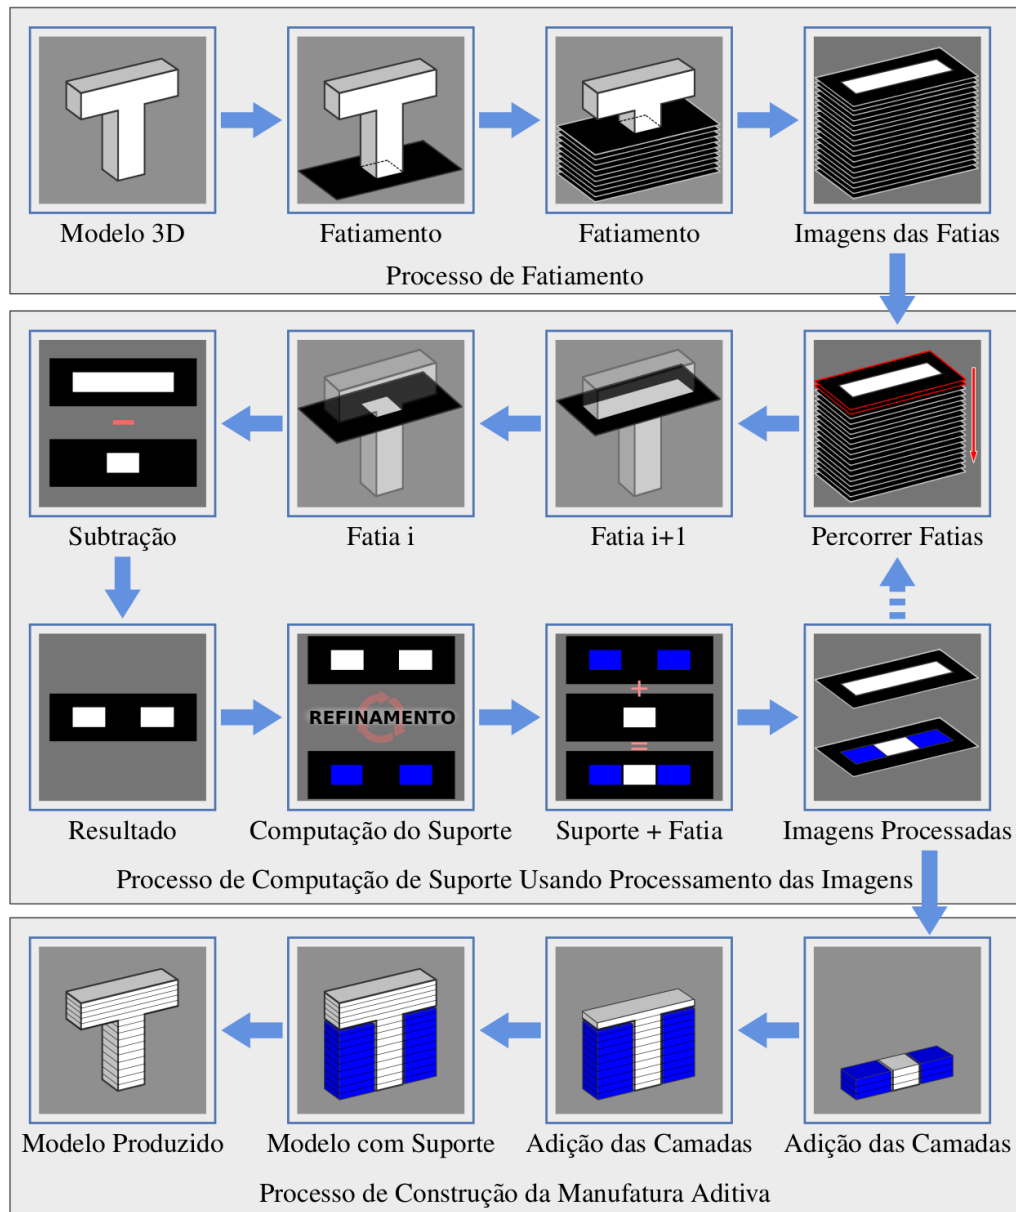 Modelo 3D
Fatiamento
Fatiamento
Imagens das Fatias
Processo de Fatiamento
Subtração
Fatia i
Fatia i+1
Percorrer Fatias
REFINAMENTO
+
=
Resultado
Computação do Suporte
Suporte + Fatia
Imagens Processadas
Processo de Computação de Suporte Usando Processamento das Imagens
Modelo Produzido
Modelo com Suporte
Adição das Camadas
Adição das Camadas
Processo de Construção da Manufatura Aditiva